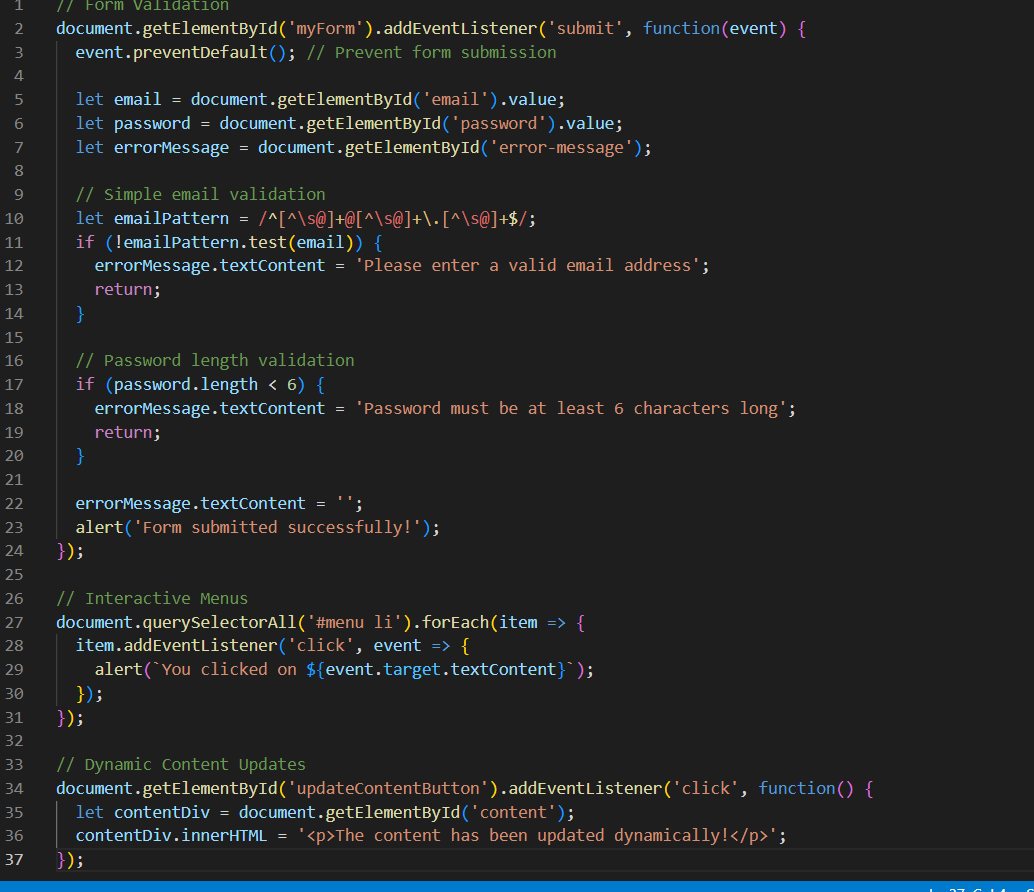 1 // Form Validation
2 document.getElementById('myForm').addEventListener('submit', function(event) {
3   event.preventDefault(); // Prevent form submission
4
5   let email = document.getElementById('email').value;
6   let password = document.getElementById('password').value;
7   let errorMessage = document.getElementById('error-message');
8
9   // Simple email validation
10   let emailPattern = /^[^\s@]+@[^\s@]+\.[^\s@]+$/;
11   if (!emailPattern.test(email)) {
12     errorMessage.textContent = 'Please enter a valid email address';
13     return;
14   }
15
16   // Password length validation
17   if (password.length < 6) {
18     errorMessage.textContent = 'Password must be at least 6 characters long';
19     return;
20   }
21
22   errorMessage.textContent = '';
23   alert('Form submitted successfully!');
24 });
25
26 // Interactive Menus
27 document.querySelectorAll('#menu li').forEach(item => {
28   item.addEventListener('click', event => {
29     alert(`You clicked on ${event.target.textContent}`);
30   });
31 });
32
33 // Dynamic Content Updates
34 document.getElementById('updateContentButton').addEventListener('click', function() {
35   let contentDiv = document.getElementById('content');
36   contentDiv.innerHTML = '<p>The content has been updated dynamically!</p>';
37 });